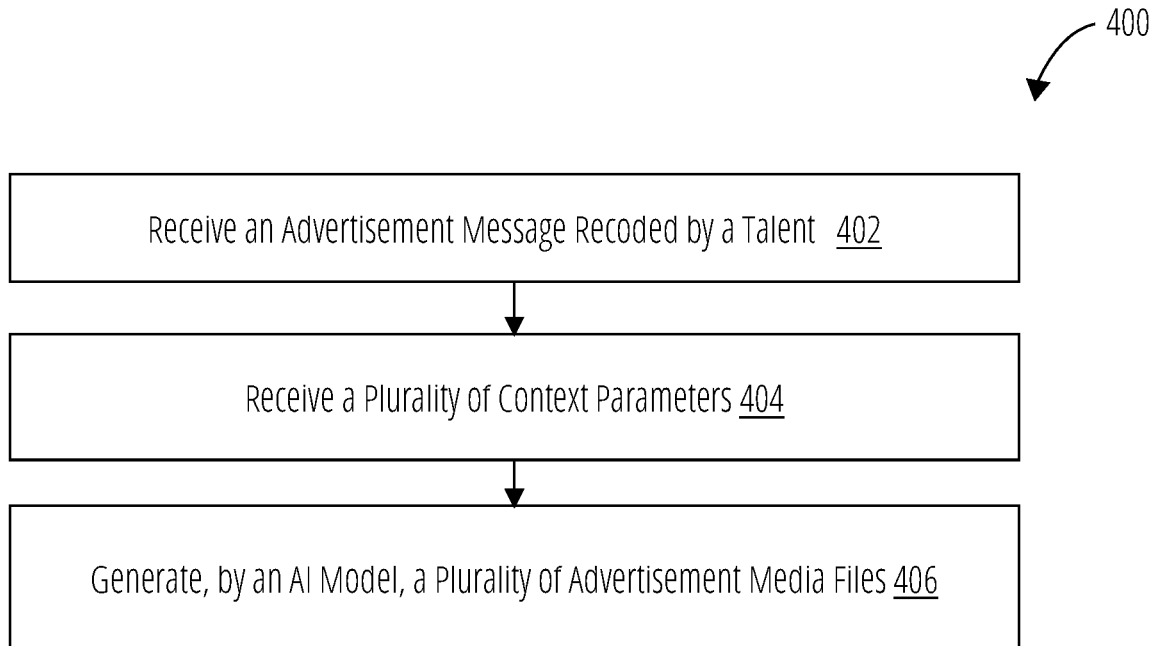 400
Receive an Advertisement Message Recoded by a Talent 402
Receive a Plurality of Context Parameters 404
Generate, by an AI Model, a Plurality of Advertisement Media Files 406